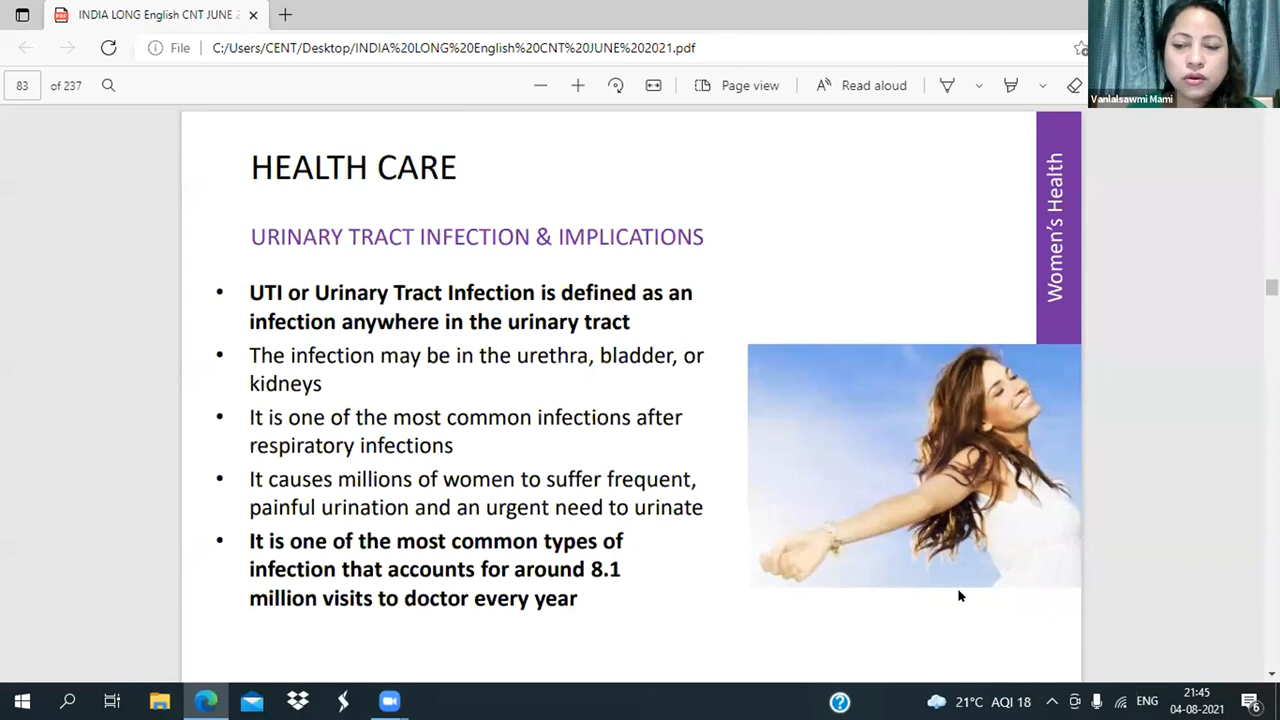 INDIA LONG English CNT JUNE 2
File
C:/Users/CENT/Desktop/INDIA%20LONG%20English%20CNT%20JUNE%202021.pdf
83 of 237
Page view
Read aloud
Vanlalsawmi Mami
HEALTH CARE
Women's Health
URINARY TRACT INFECTION & IMPLICATIONS
• UTI or Urinary Tract Infection is defined as an
infection anywhere in the urinary tract
• The infection may be in the urethra, bladder, or
kidneys
• It is one of the most common infections after
respiratory infections
• It causes millions of women to suffer frequent,
painful urination and an urgent need to urinate
• It is one of the most common types of
infection that accounts for around 8.1
million visits to doctor every year
21°C AQI 18
ENG
21:45
04-08-2021
6